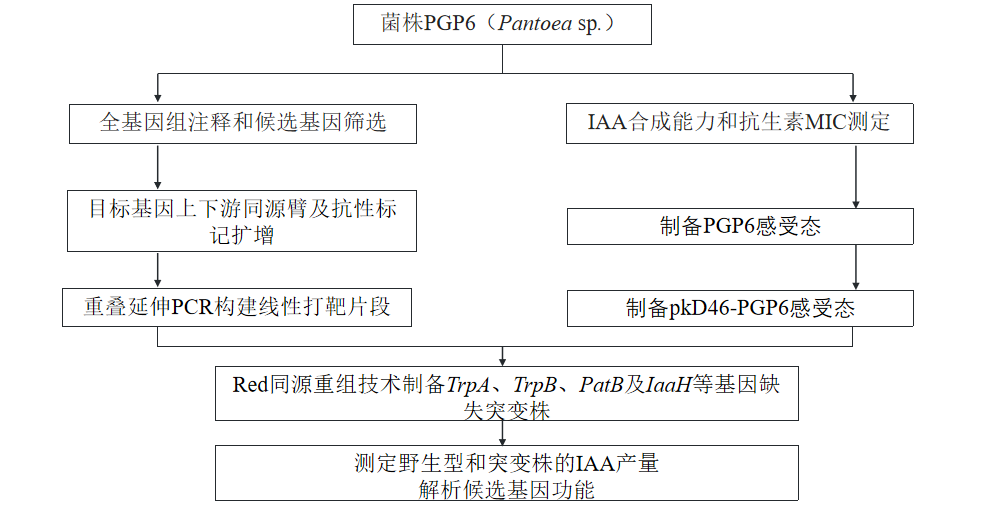 菌株PGP6（Pantoea sp.）
全基因组注释和候选基因筛选
IAA合成能力和抗生素MIC测定
目标基因上下游同源臂及抗性标
记扩增
制备PGP6感受态
重叠延伸PCR构建线性打靶片段
制备pkD46-PGP6感受态
Red同源重组技术制备TrpA、TrpB、PatB及IaaH等基因缺
失突变株
测定野生型和突变株的IAA产量
解析候选基因功能